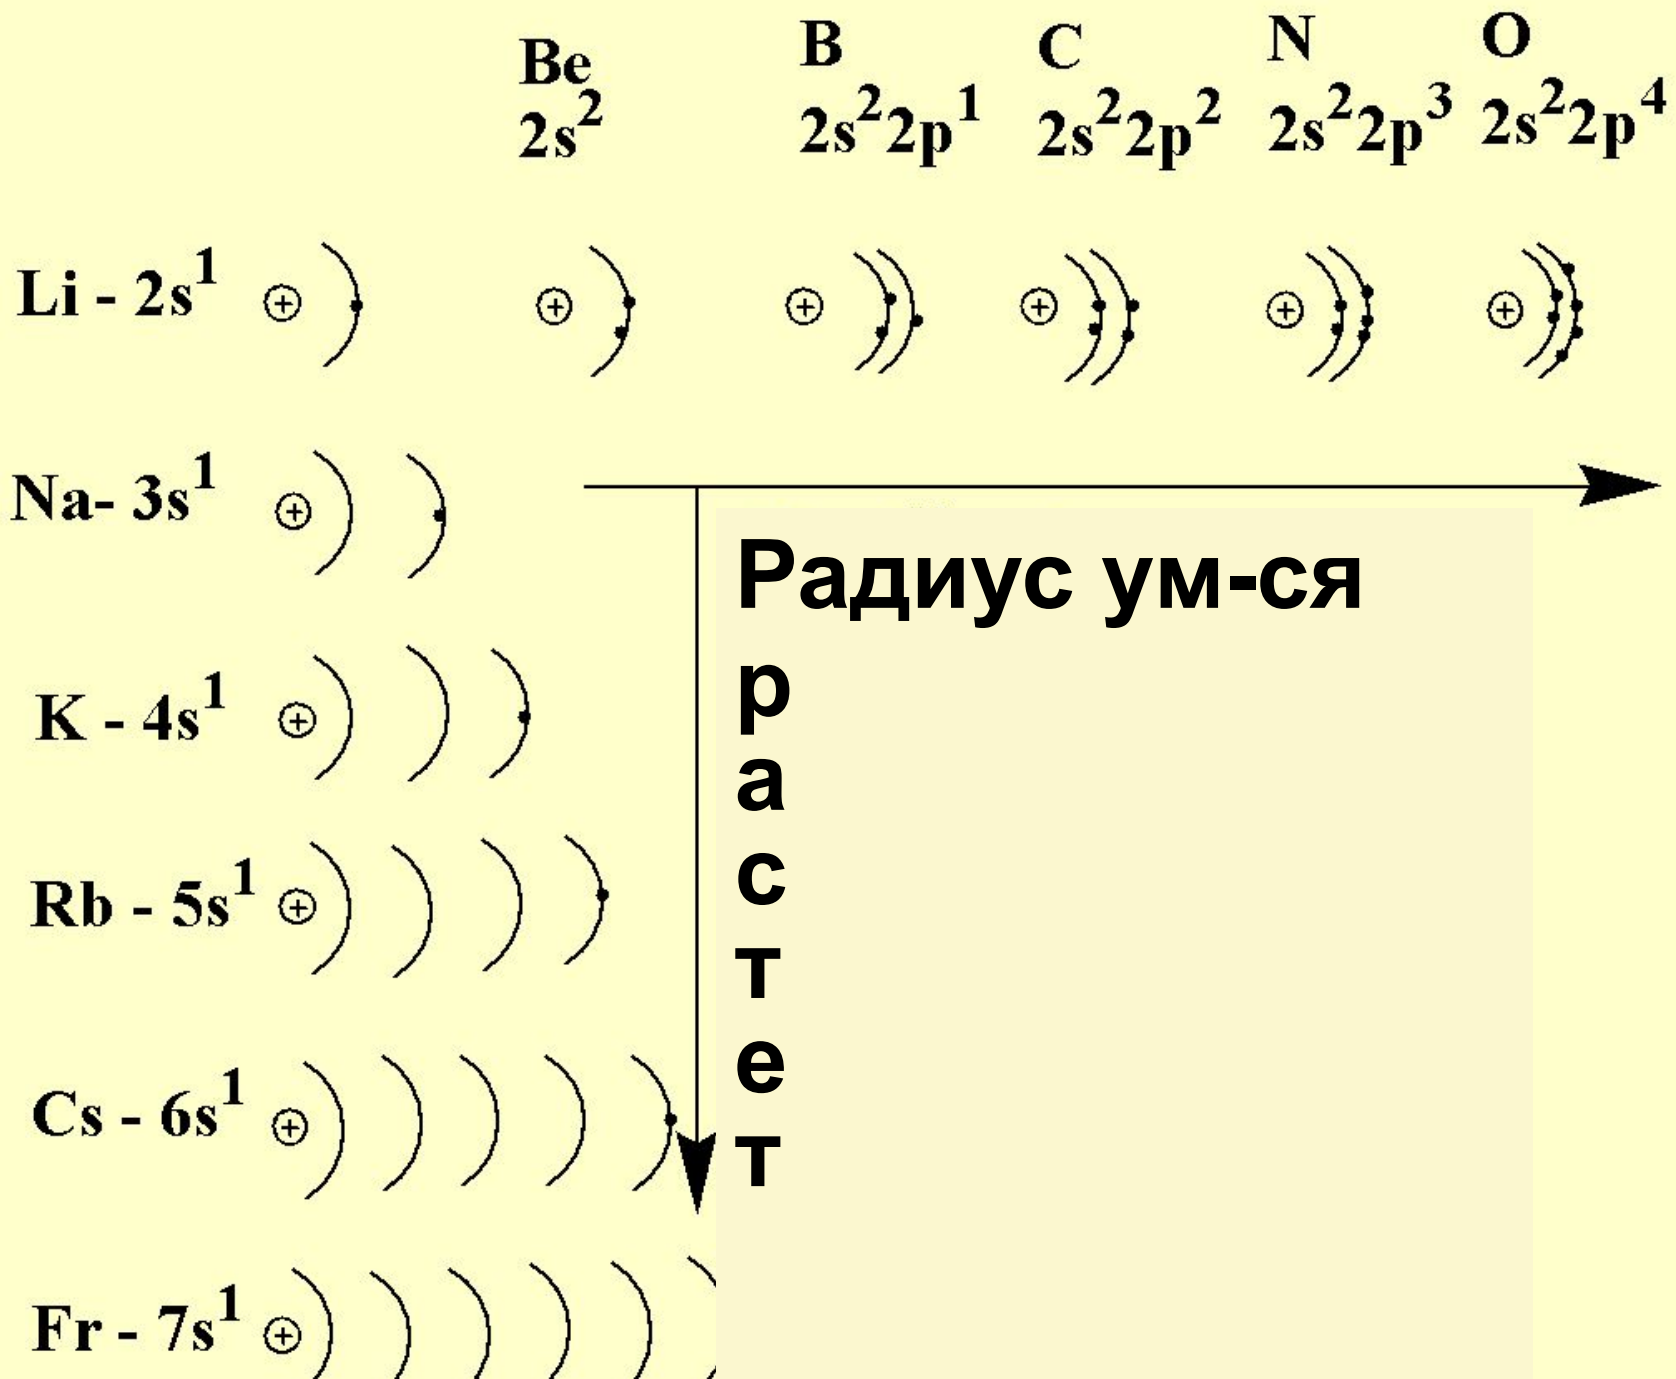 Be
2s²
B
2s²2p¹
C
2s²2p²
N
2s²2p³
O
2s²2p⁴
Li - 2s¹
Na- 3s¹
K - 4s¹
Rb - 5s¹
Cs - 6s¹
Fr - 7s¹
Радиус ум-ся
р
а
с
т
е
т